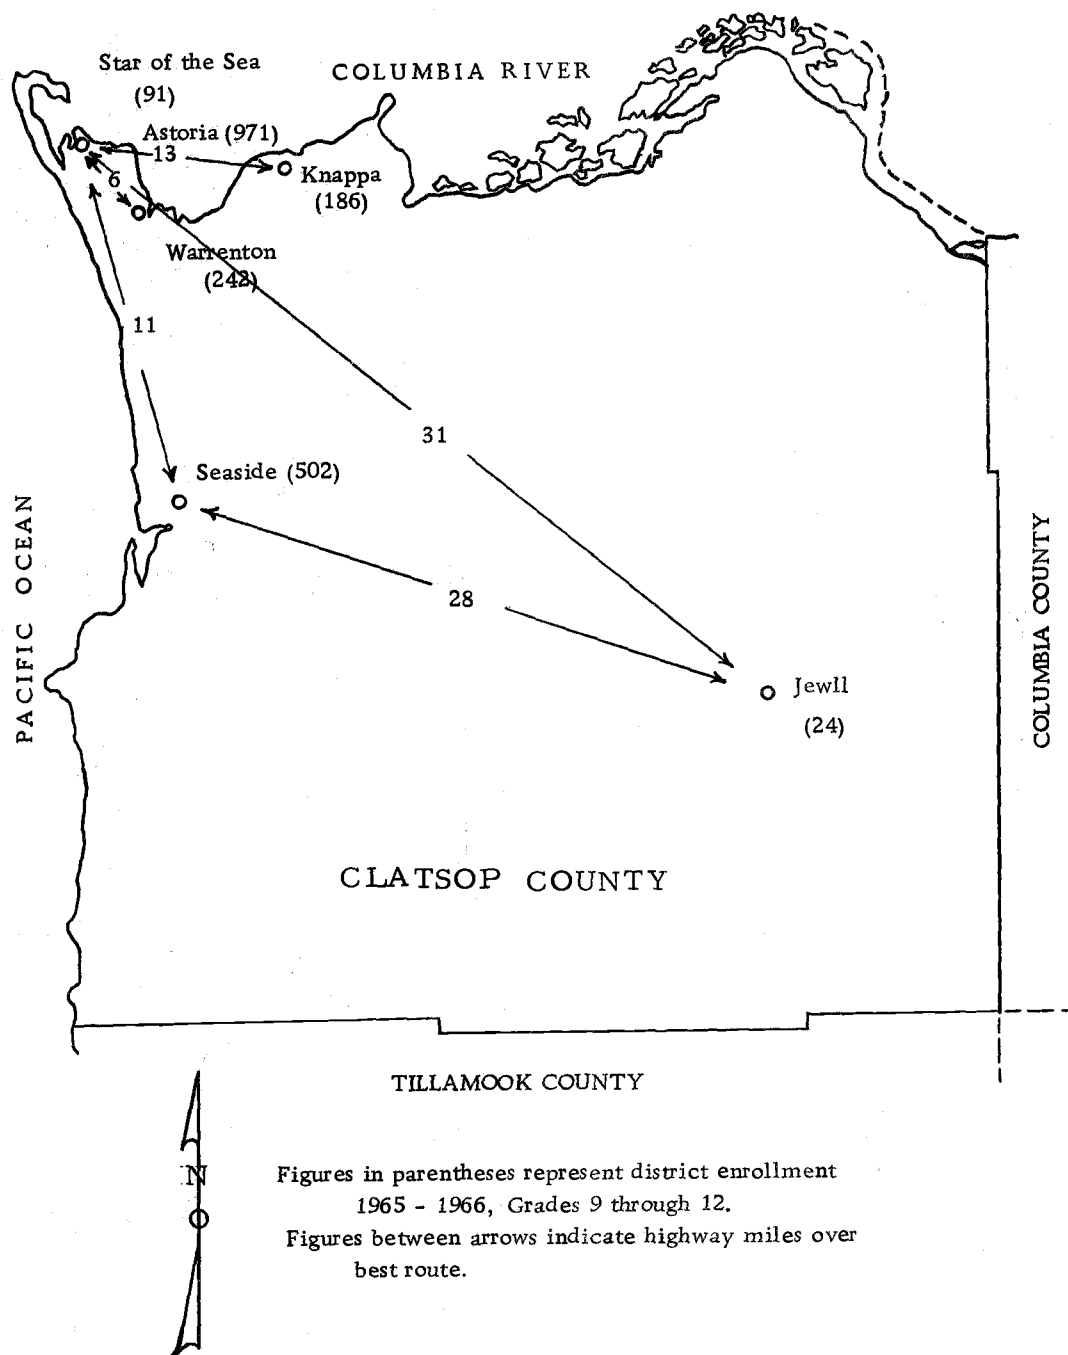 Star of the Sea
(91)
COLUMBIA RIVER
Astoria (971)
13
Knappa
(186)
6
Warrenton
(242)
11
31
Seaside (502)
PACIFIC OCEAN
28
COLUMBIA COUNTY
Jewll
(24)
CLATSOP COUNTY
TILLAMOOK COUNTY
N
Figures in parentheses represent district enrollment
1965 - 1966, Grades 9 through 12.
Figures between arrows indicate highway miles over
best route.